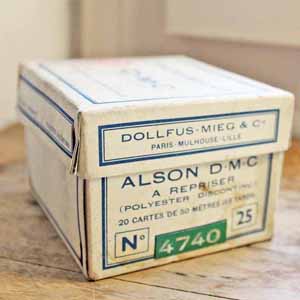 DOLLFUS-MIEG & Cⁱᵉ
PARIS-MULHOUSE-LILLE
ALSON D·M·C
A REPRISER
(POLYESTER DISCONTINU)
20 CARTES DE 50 MÈTRES
25
Nº 4740